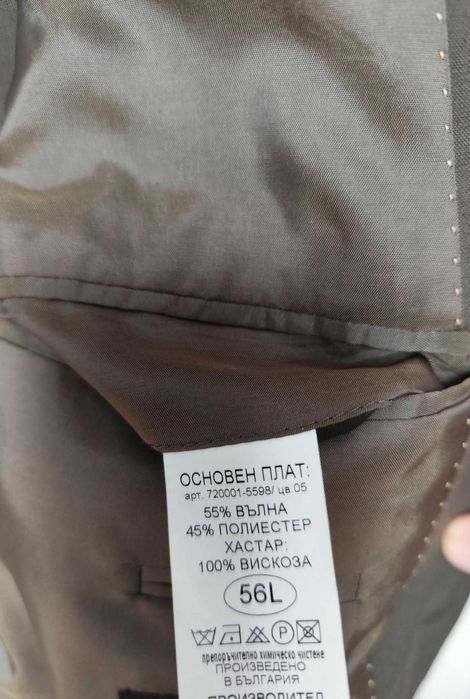 ОСНОВЕН ПЛАТ:
арт. 720001-5598/ цв.05
55% ВЪЛНА
45% ПОЛИЕСТЕР
ХАСТАР:
100% ВИСКОЗА
56L
P
препоръчително химическо чистене
ПРОИЗВЕДЕНО
В БЪЛГАРИЯ
ПРОИЗВОДИТЕЛ